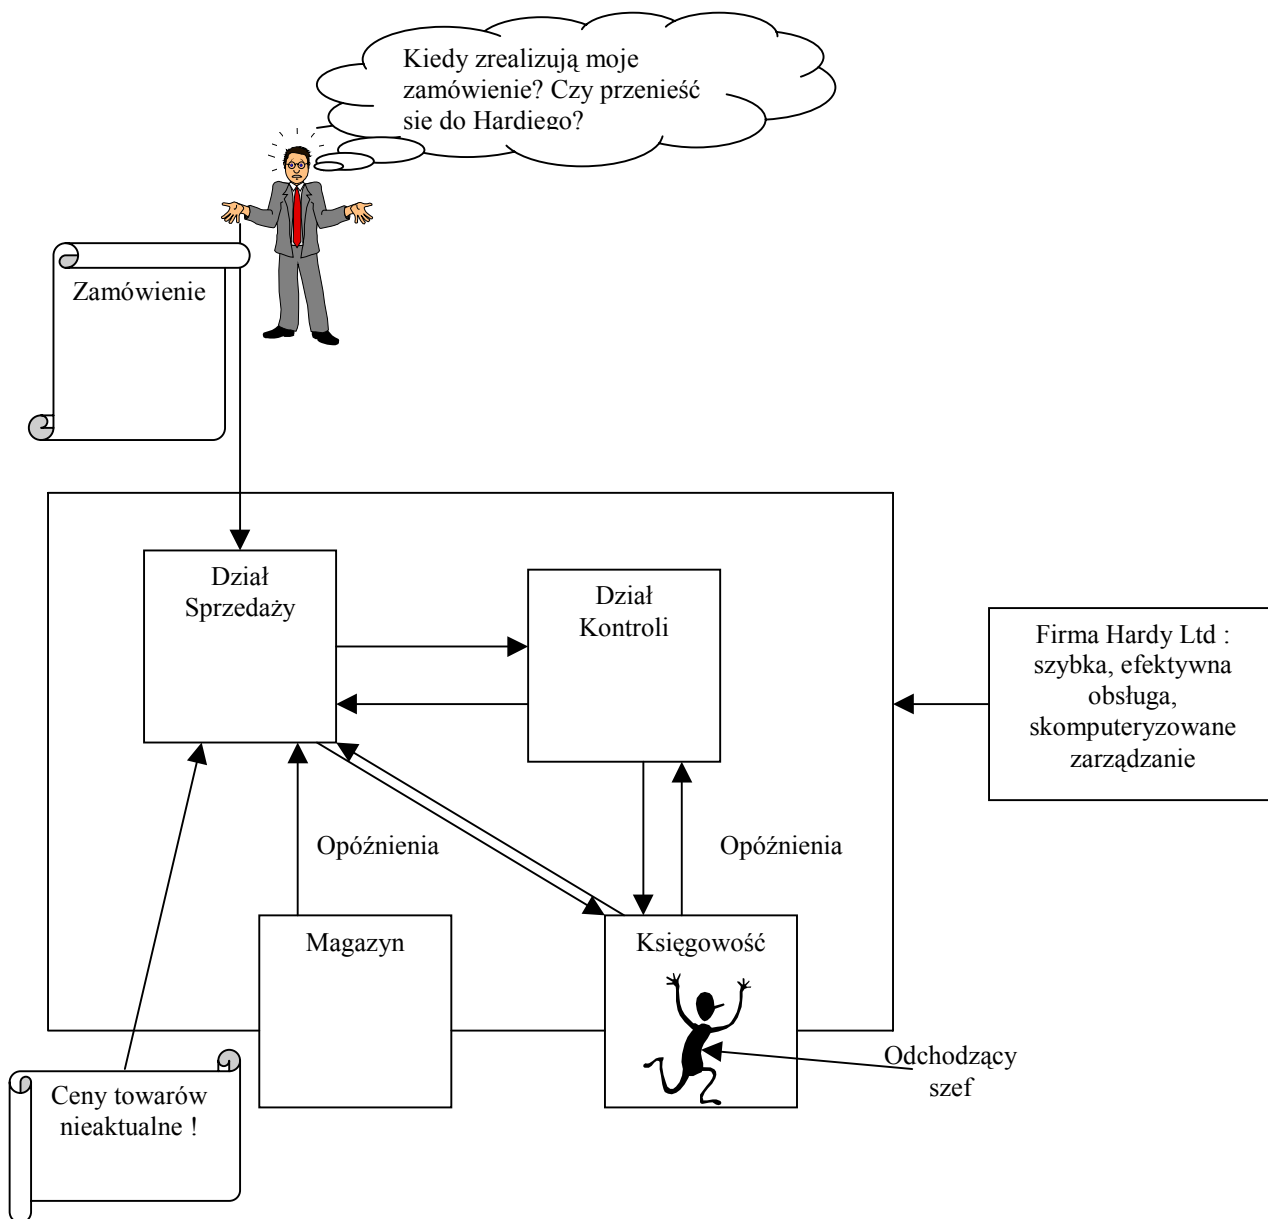 Kiedy zrealizują moje
zamówienie? Czy przenieść
się do Hardiego?
Zamówienie
Dział
Sprzedaży
Dział
Kontroli
Firma Hardy Ltd :
szybka, efektywna
obsługa,
skomputeryzowane
zarządzanie
Opóźnienia
Opóźnienia
Magazyn
Księgowość
Odchodzący
szef
Ceny towarów
nieaktualne !